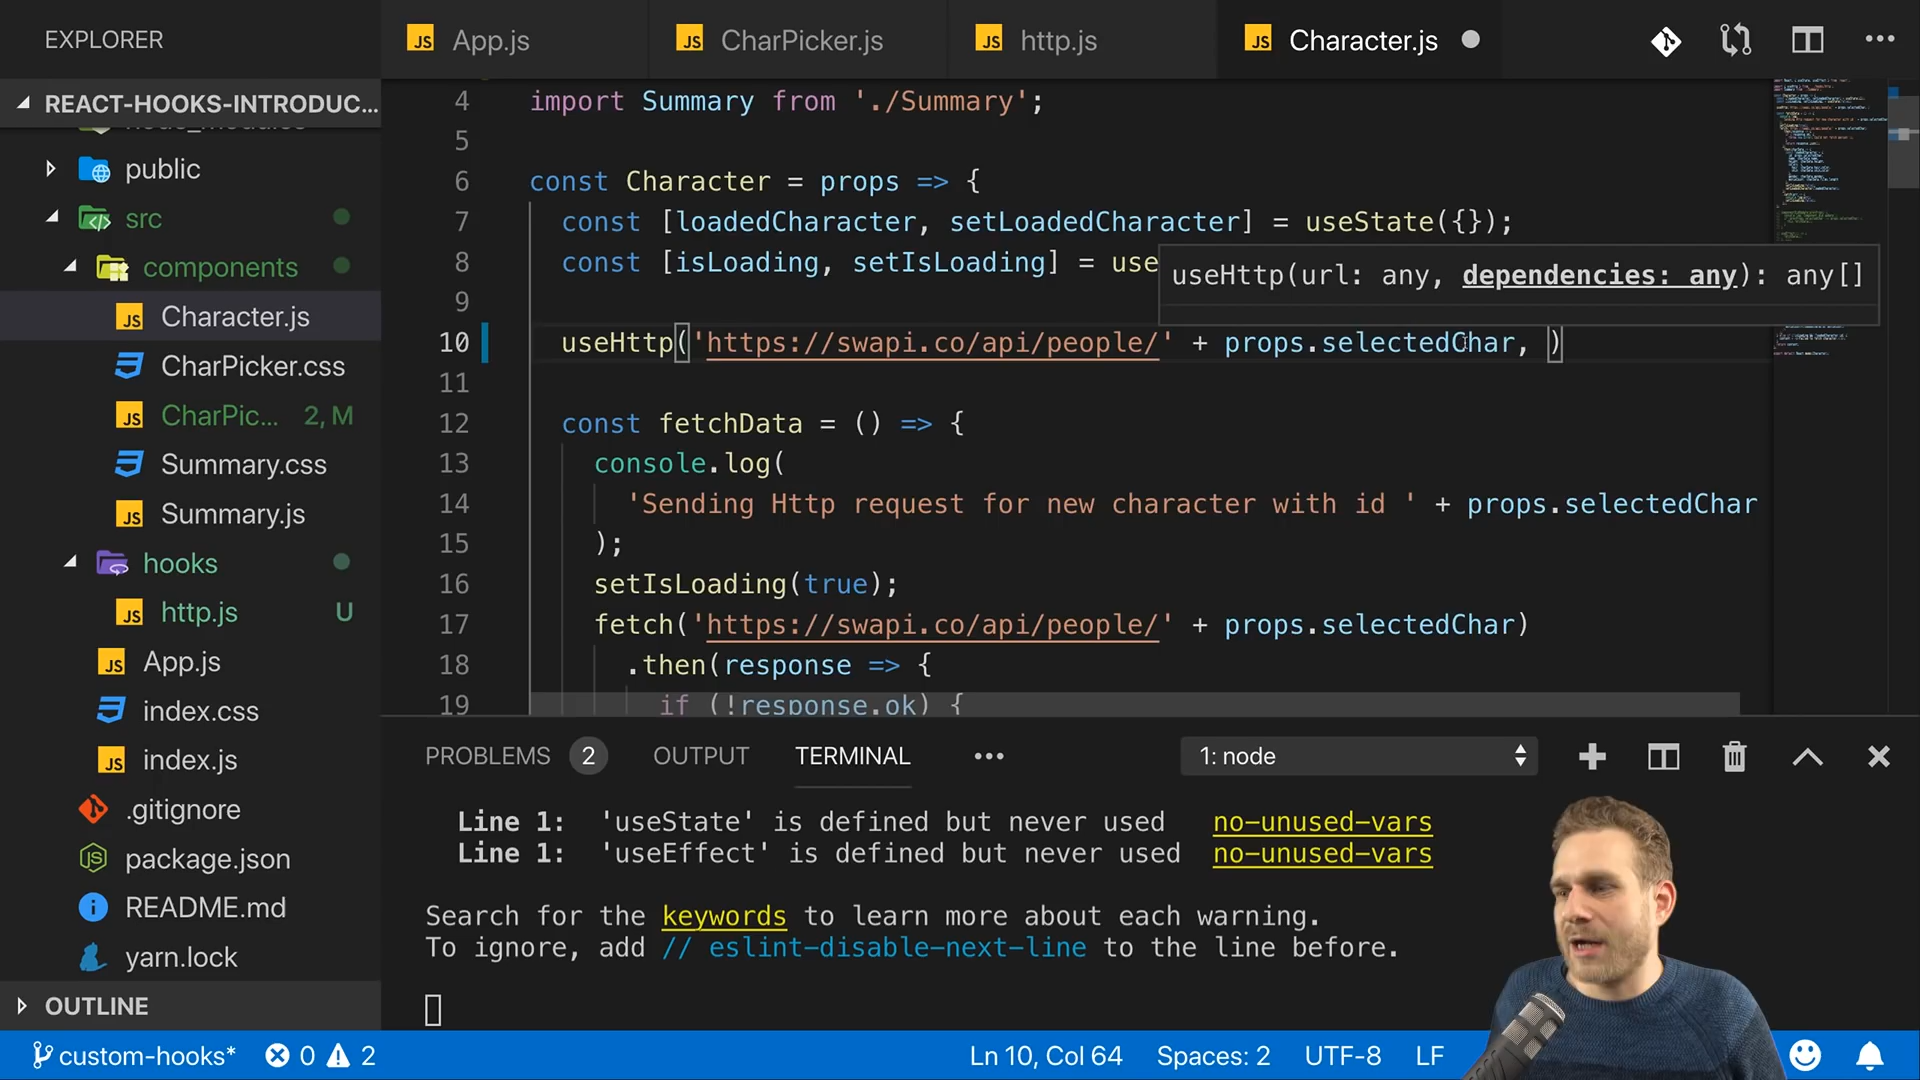 EXPLORER
REACT-HOOKS-INTRODUC...
node_modules
public
src
components
Character.js
CharPicker.css
CharPic... 2, M
Summary.css
Summary.js
hooks
http.js U
App.js
index.css
index.js
.gitignore
package.json
README.md
yarn.lock
OUTLINE
App.js
CharPicker.js
http.js
Character.js
4 import Summary from './Summary';
5
6 const Character = props => {
7 const [loadedCharacter, setLoadedCharacter] = useState({});
8 const [isLoading, setIsLoading] = use
useHttp(url: any, dependencies: any): any[]
9
10 useHttp('https://swapi.co/api/people/' + props.selectedChar, )
11
12 const fetchData = () => {
13 console.log(
14 'Sending Http request for new character with id ' + props.selectedChar
15 );
16 setIsLoading(true);
17 fetch('https://swapi.co/api/people/' + props.selectedChar)
18 .then(response => {
19 if (!response.ok) {
PROBLEMS 2 OUTPUT TERMINAL ••• 1: node
Line 1: 'useState' is defined but never used no-unused-vars
Line 1: 'useEffect' is defined but never used no-unused-vars
Search for the keywords to learn more about each warning.
To ignore, add // eslint-disable-next-line to the line before.
custom-hooks* 0 2 Ln 10, Col 64 Spaces: 2 UTF-8 LF